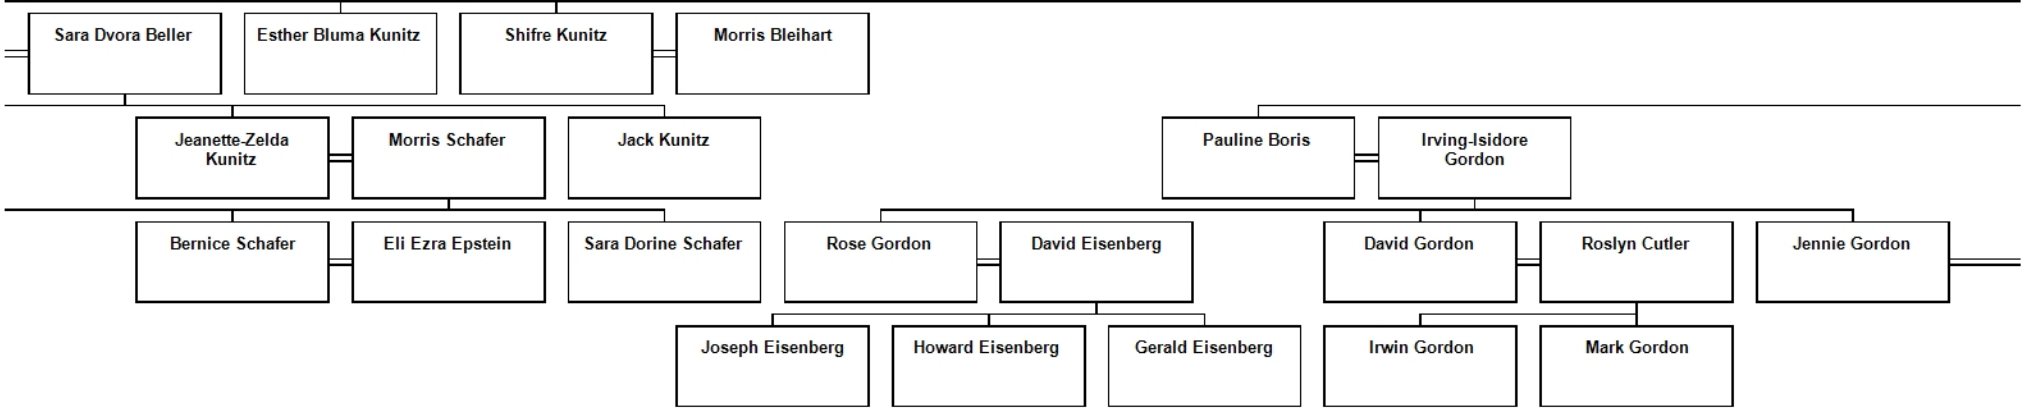 Sara Dvora Beller
Esther Bluma Kunitz
Shifre Kunitz
Morris Bleihart
Jeanette-Zelda
Kunitz
Morris Schafer
Jack Kunitz
Pauline Boris
Irving-Isidore
Gordon
Bernice Schafer
Eli Ezra Epstein
Sara Dorine Schafer
Rose Gordon
David Eisenberg
David Gordon
Roslyn Cutler
Jennie Gordon
Joseph Eisenberg
Howard Eisenberg
Gerald Eisenberg
Irwin Gordon
Mark Gordon